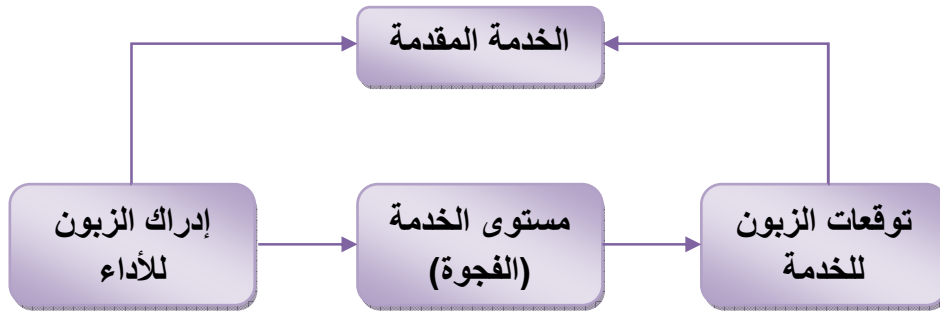 الخدمة المقدمة
توقعات الزبون
للخدمة
مستوى الخدمة
(الفجوة)
إدراك الزبون
للأداء